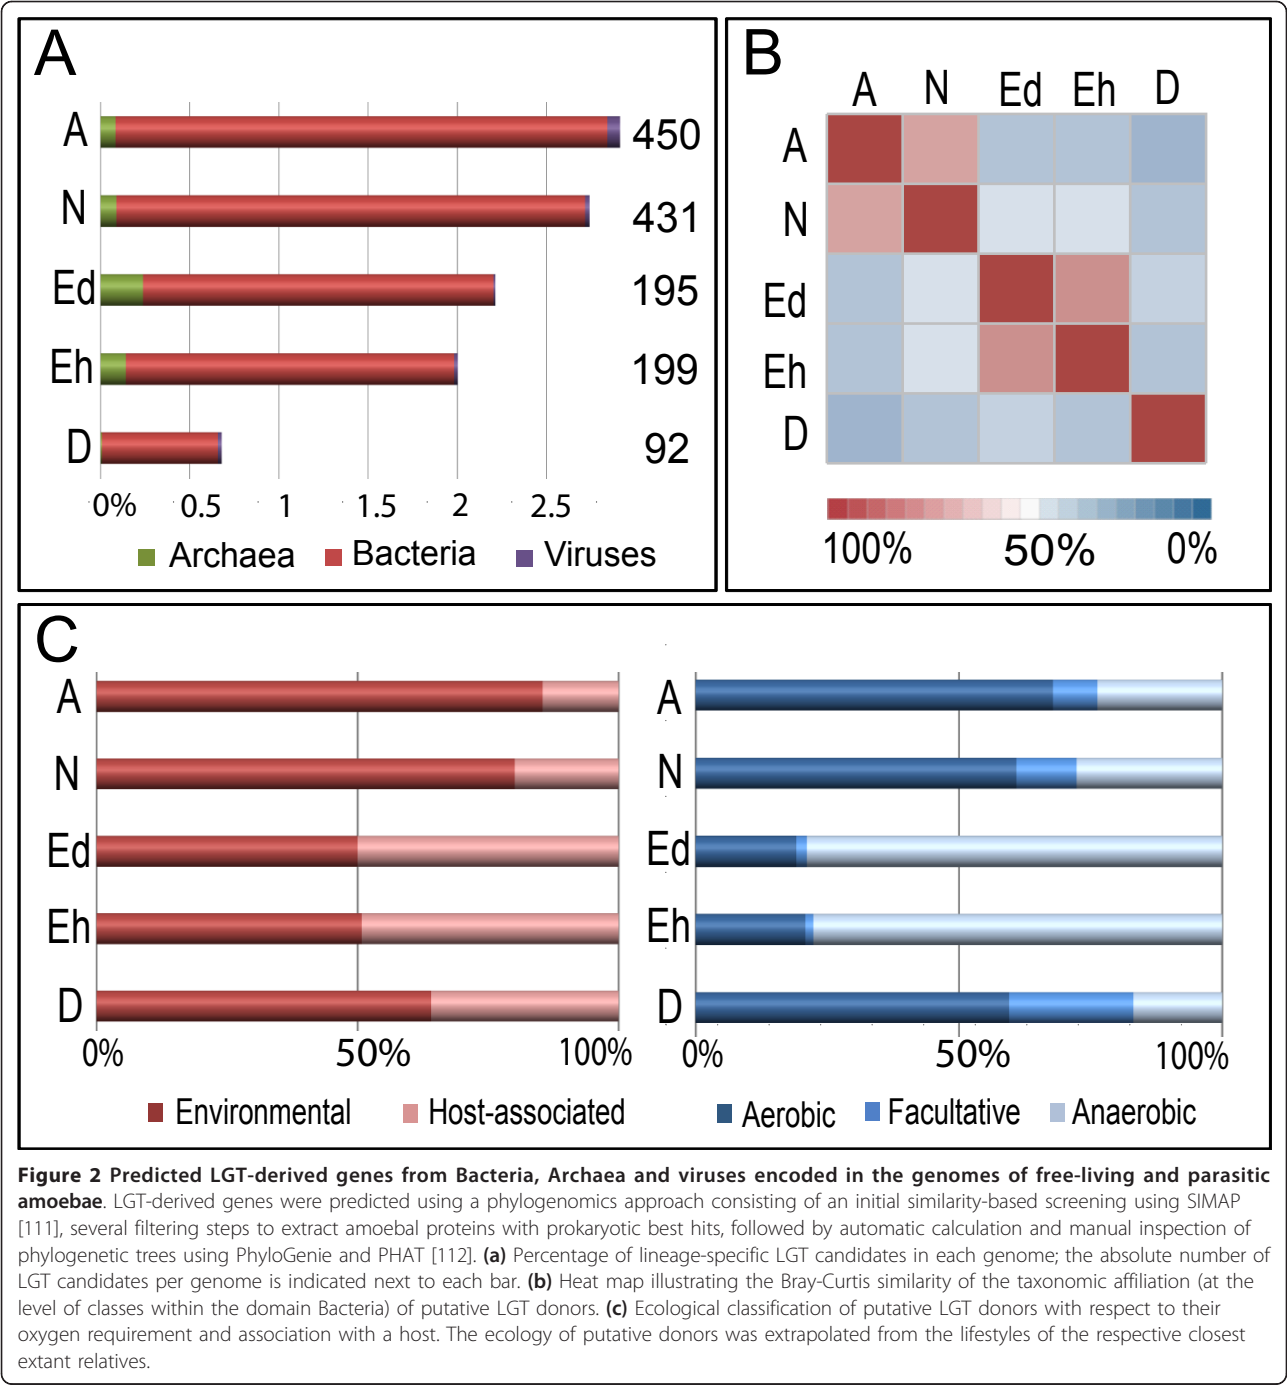 A
A 450
N 431
Ed 195
Eh 199
D 92
0% 0.5 1 1.5 2 2.5
Archaea Bacteria Viruses
B
A N Ed Eh D
A
N
Ed
Eh
D
100% 50% 0%
C
A
N
Ed
Eh
D
0% 50% 100%
Environmental Host-associated
A
N
Ed
Eh
D
0% 50% 100%
Aerobic Facultative Anaerobic
Figure 2 Predicted LGT-derived genes from Bacteria, Archaea and viruses encoded in the genomes of free-living and parasitic
amoebae. LGT-derived genes were predicted using a phylogenomics approach consisting of an initial similarity-based screening using SIMAP
[111], several filtering steps to extract amoebal proteins with prokaryotic best hits, followed by automatic calculation and manual inspection of
phylogenetic trees using PhyloGenie and PHAT [112]. (a) Percentage of lineage-specific LGT candidates in each genome; the absolute number of
LGT candidates per genome is indicated next to each bar. (b) Heat map illustrating the Bray-Curtis similarity of the taxonomic affiliation (at the
level of classes within the domain Bacteria) of putative LGT donors. (c) Ecological classification of putative LGT donors with respect to their
oxygen requirement and association with a host. The ecology of putative donors was extrapolated from the lifestyles of the respective closest
extant relatives.